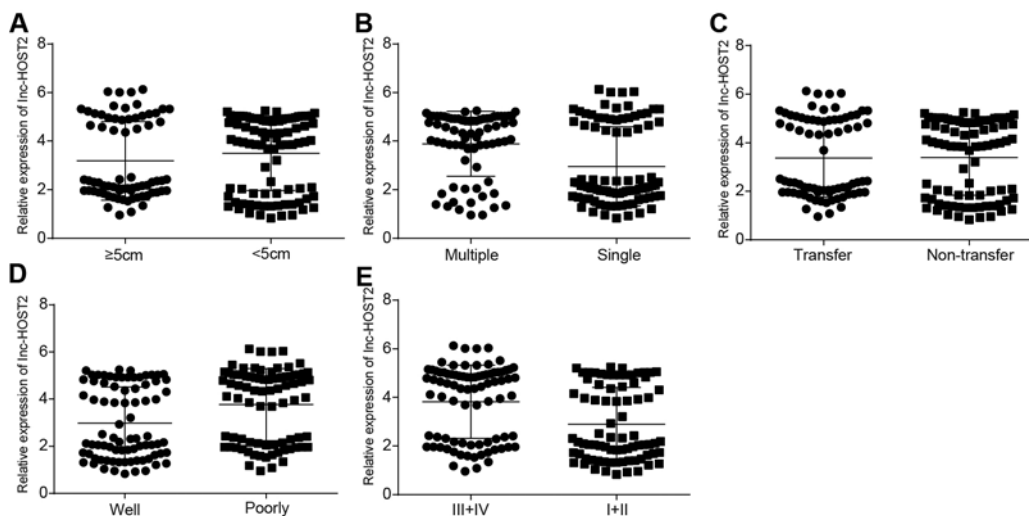 A
Relative expression of lnc-HOST2
8
6
4
2
0
≥5cm
<5cm
B
Relative expression of lnc-HOST2
8
6
4
2
0
Multiple
Single
C
Relative expression of lnc-HOST2
8
6
4
2
0
Transfer
Non-transfer
D
Relative expression of lnc-HOST2
8
6
4
2
0
Well
Poorly
E
Relative expression of lnc-HOST2
8
6
4
2
0
III+IV
I+II